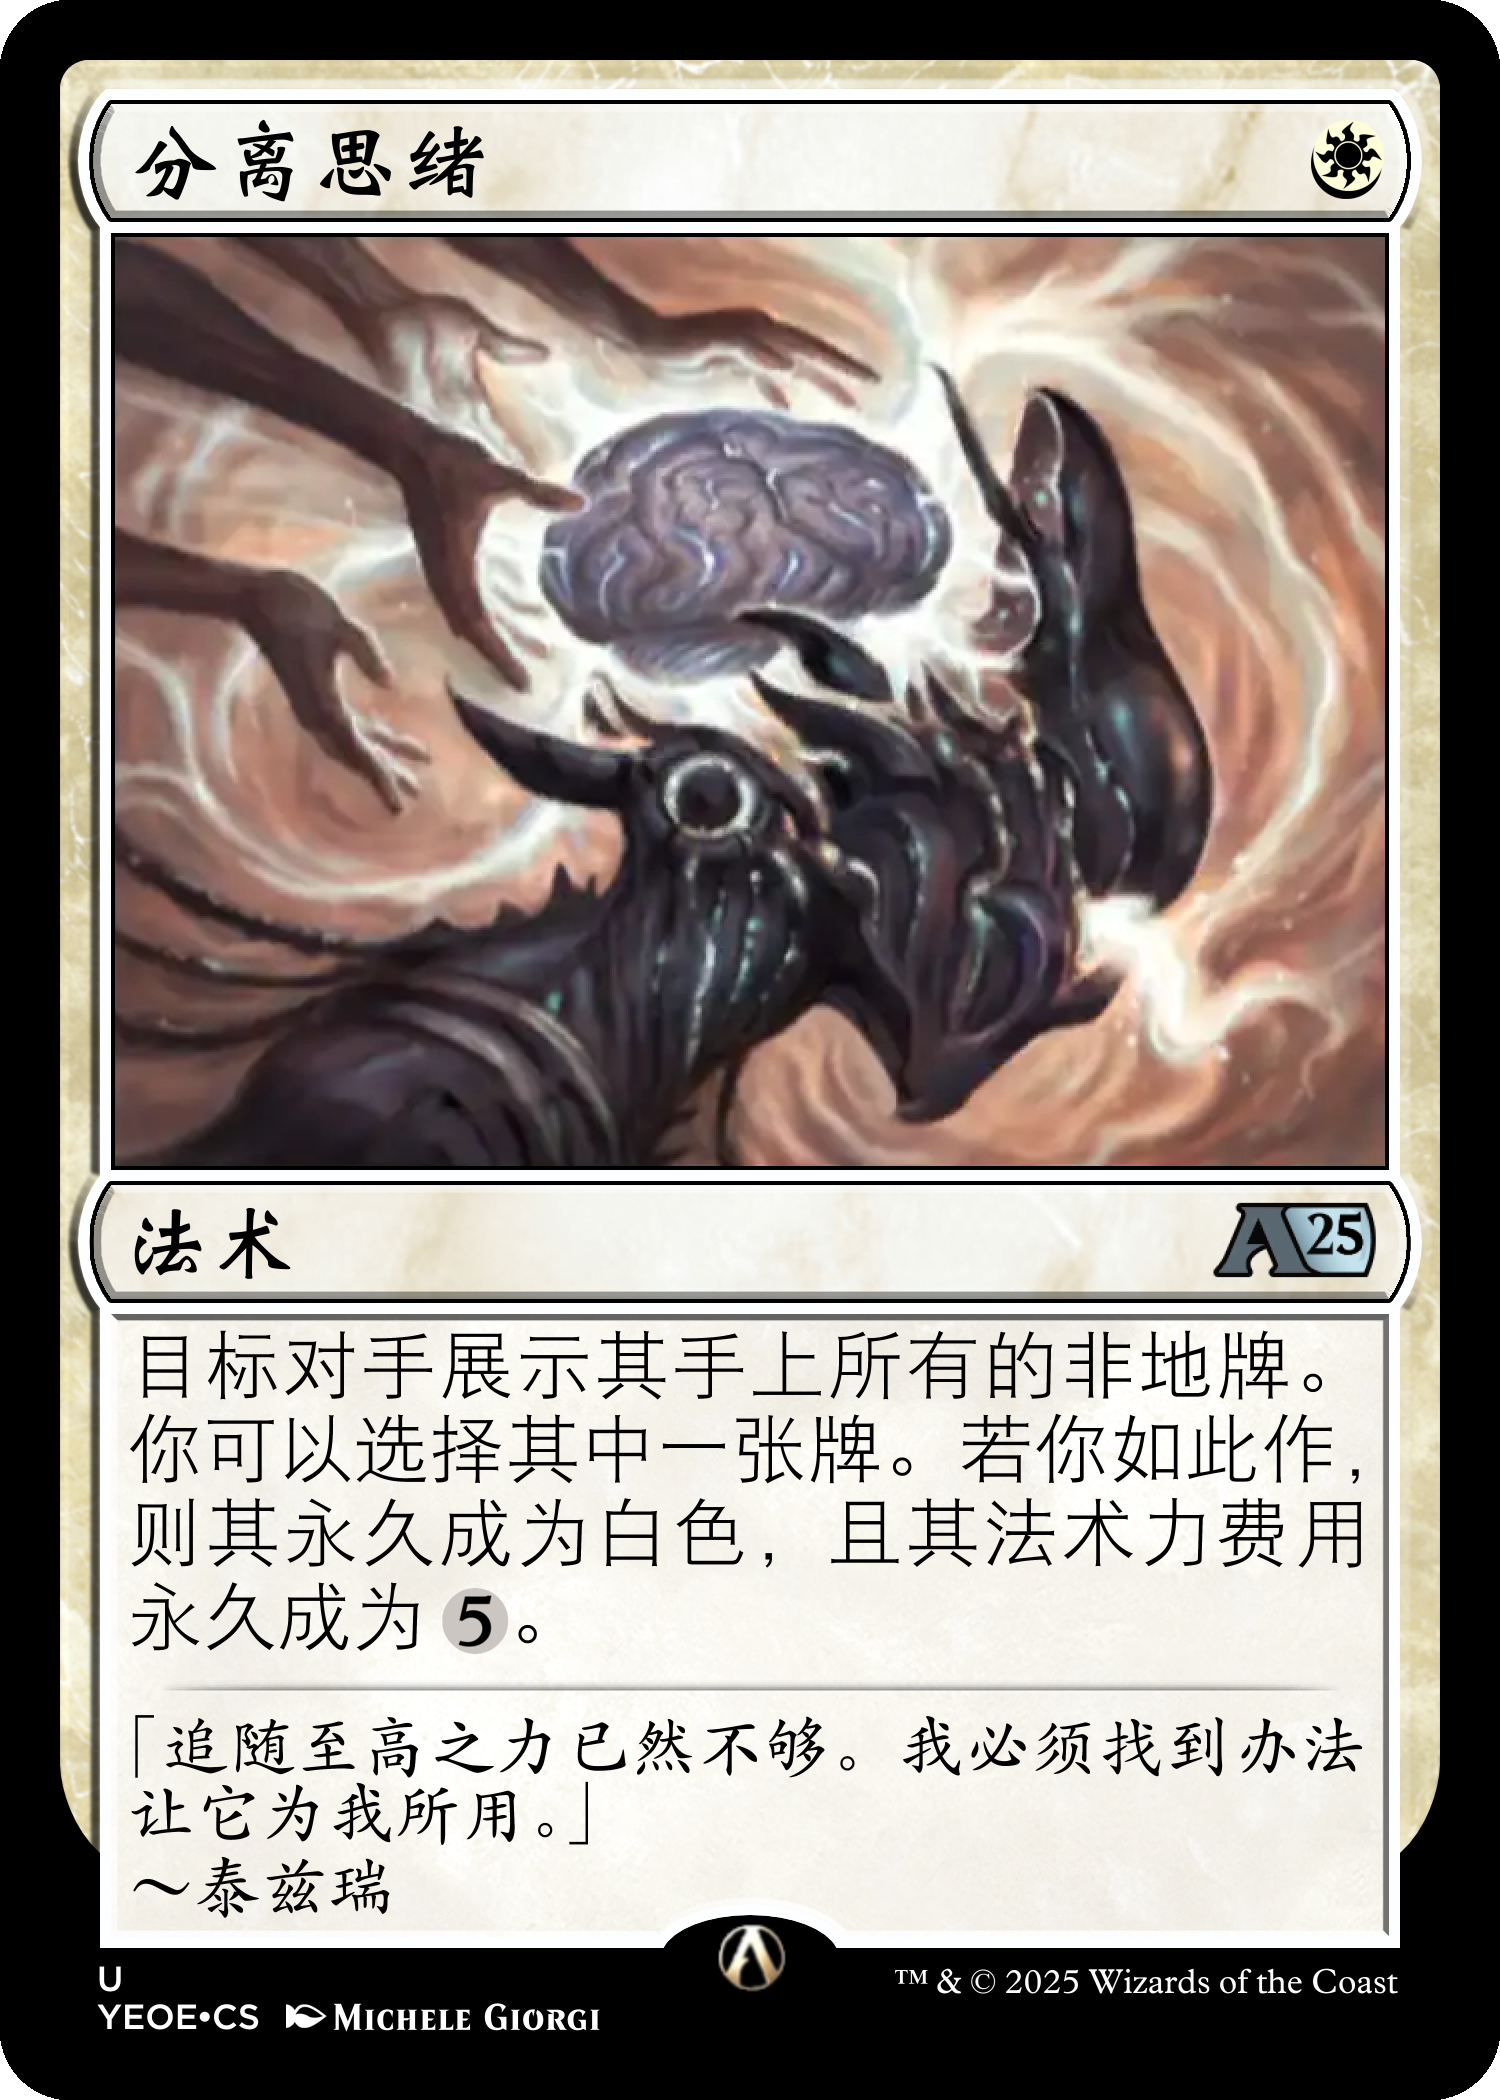 分离思绪
法术
A25
目标对手展示其手上所有的非地牌。
你可以选择其中一张牌。若你如此作，
则其永久成为白色，且其法术力费用
永久成为5。
「追随至高之力已然不够。我必须找到办法
让它为我所用。」
～泰兹瑞
U
YEOE•CS MICHELE GIORGI
™ & © 2025 Wizards of the Coast